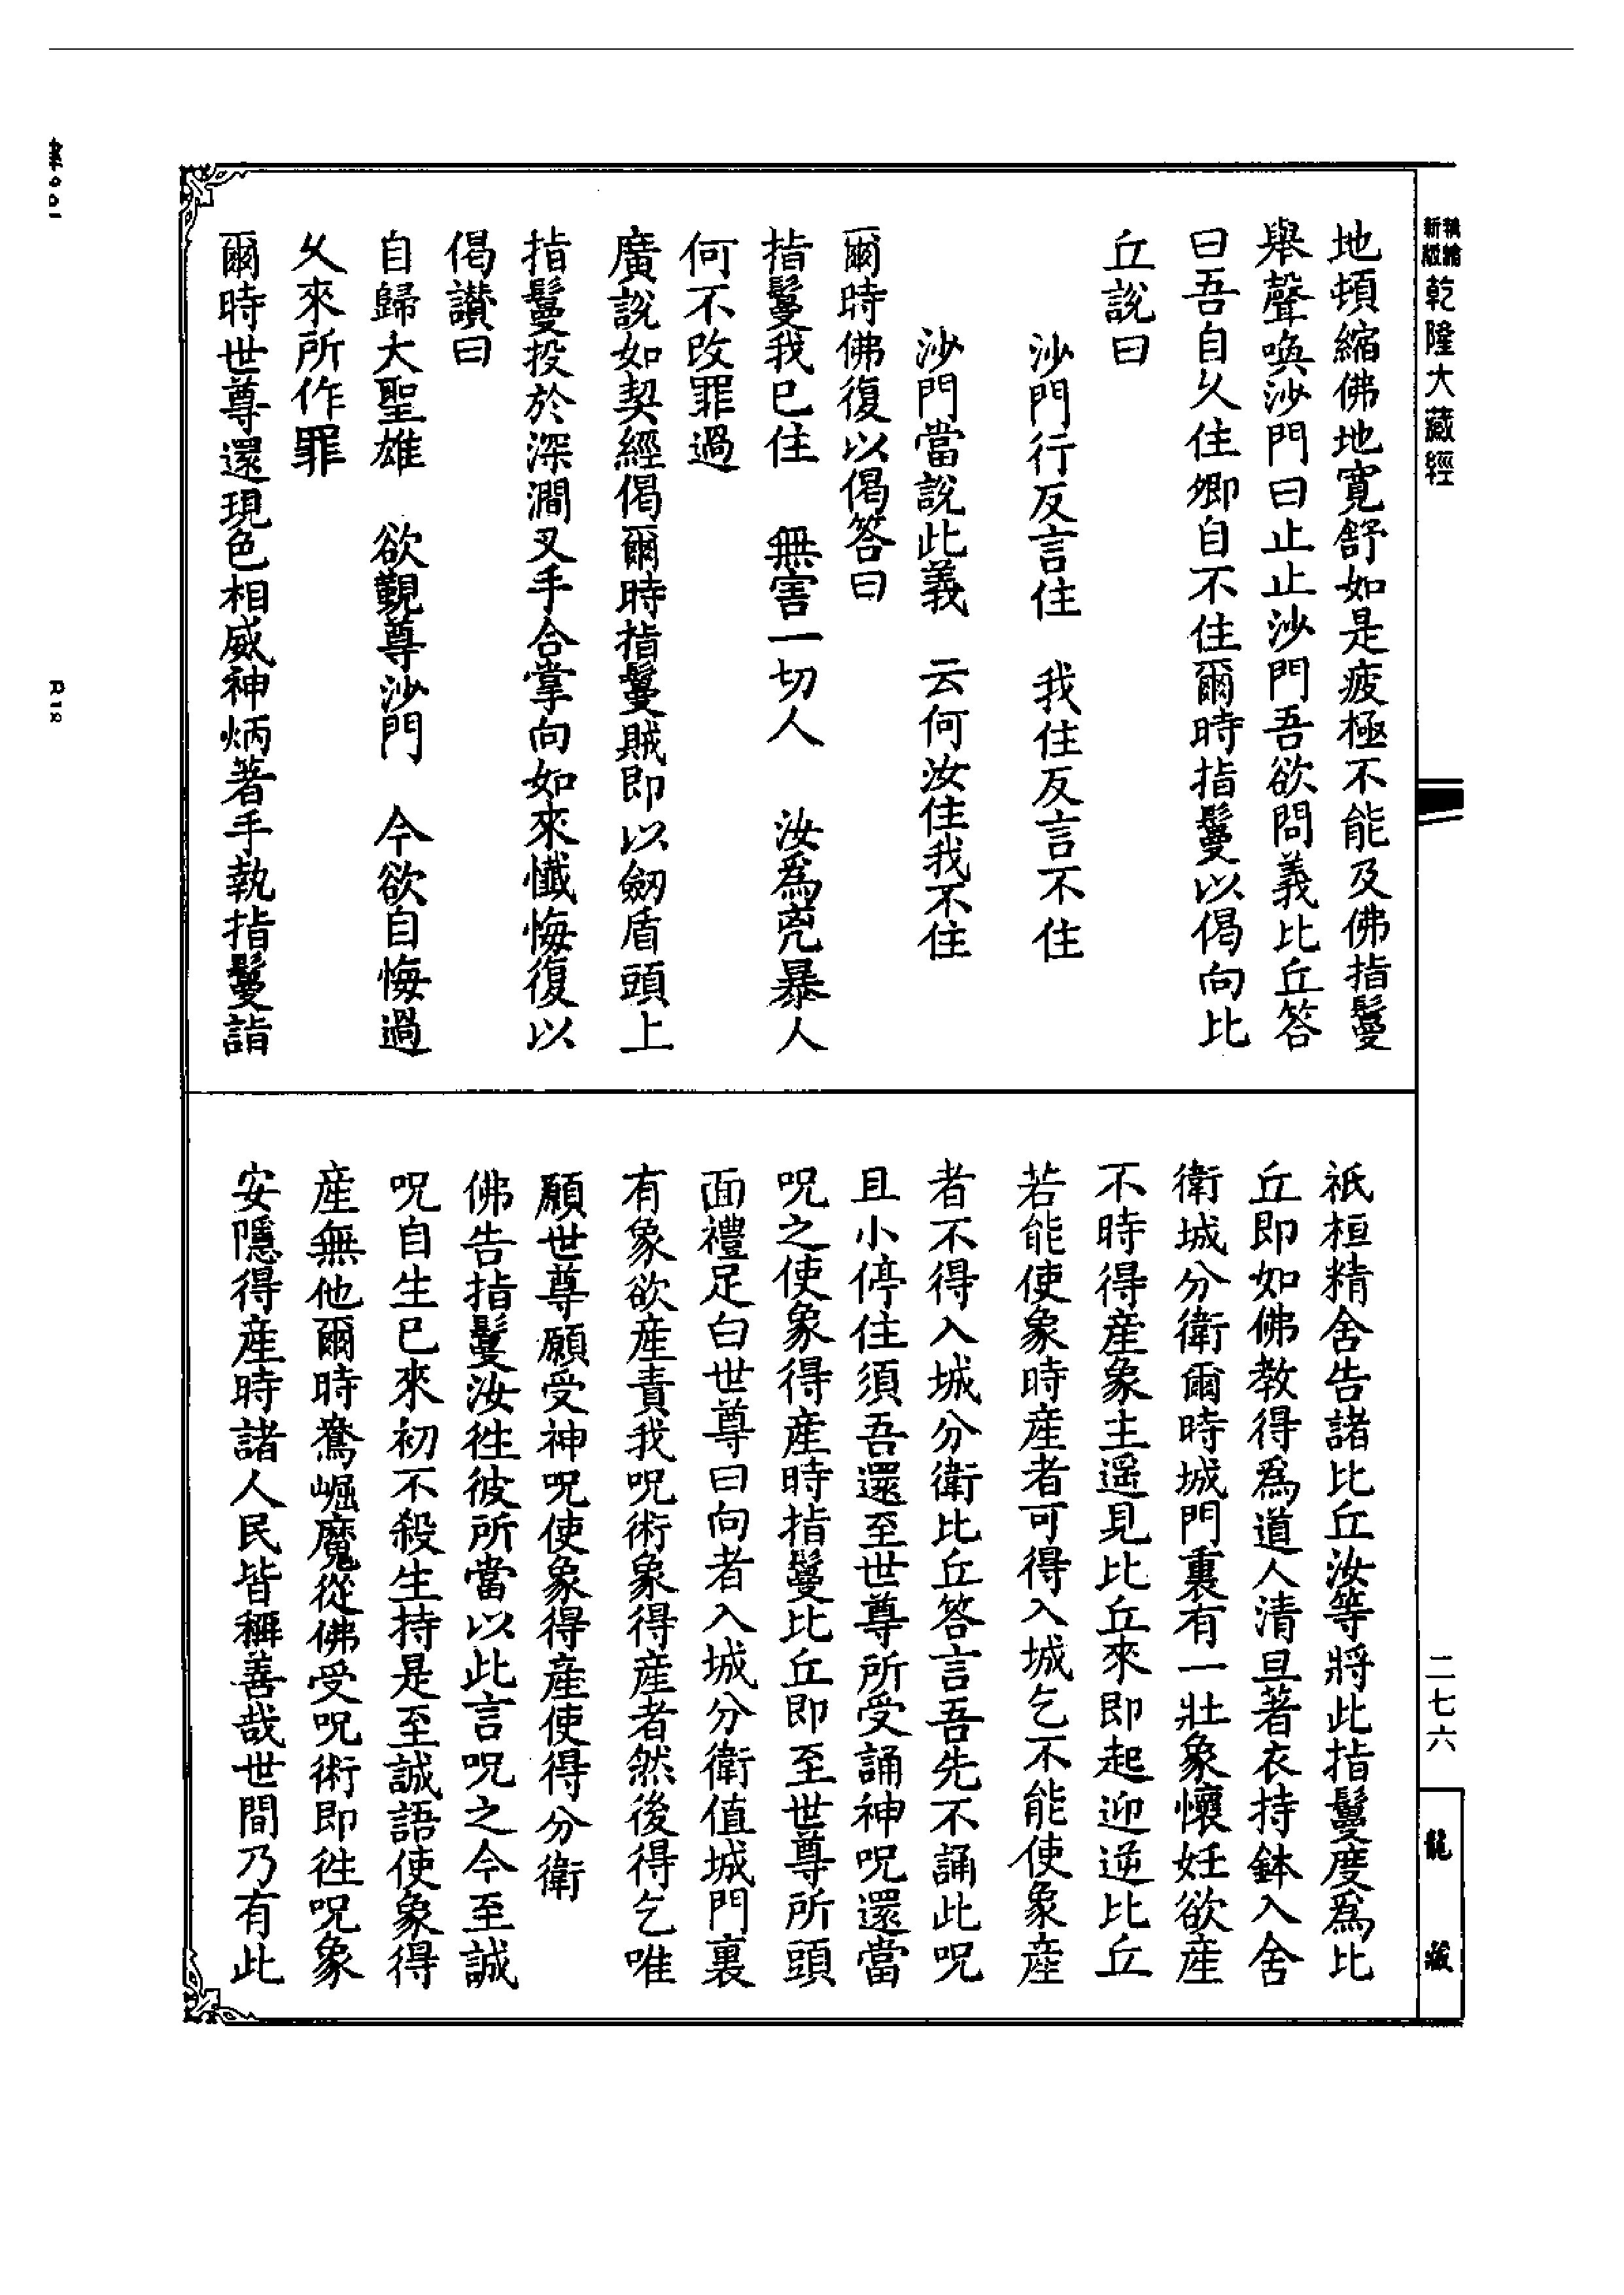 新編
新版
乾隆大藏經
地頓縮佛地寬舒如是疲極不能及佛指鬘
舉聲喚沙門曰止止沙門吾欲問義比丘答
曰吾自久住卿自不住爾時指鬘以偈向比
丘說曰
沙門行反言住　我住反言不住
沙門當說此義　云何汝住我不住
爾時佛復以偈答曰
指鬘我已住　無害一切人　汝爲兇暴人
何不改罪過
廣說如契經偈爾時指鬘賊即以劒盾頭上
指鬘投於深澗叉手合掌向如來懺悔復以
偈讚曰
自歸大聖雄　欲覲尊沙門　今欲自悔過
久來所作罪
爾時世尊還現色相威神炳著手執指鬘詣
祇桓精舍告諸比丘汝等將此指鬘度爲比
丘即如佛教得爲道人清旦著衣持鉢入舍
衛城分衛爾時城門裏有一壯象懷妊欲產
不時得產象主遥見比丘來即起迎逆比丘
若能使象時產者可得入城乞不能使象產
者不得入城分衛比丘答言吾先不誦此呪
且小停住須吾還至世尊所受誦神呪還當
呪之使象得產時指鬘比丘即至世尊所頭
面禮足白世尊曰向者入城分衛值城門裏
有象欲產責我呪術象得產者然後得乞唯
願世尊願受神呪使象得產使得分衛
佛告指鬘汝徃彼所當以此言呪之今至誠
呪自生已來初不殺生持是至誠語使象得
產無他爾時鴦崛魔從佛受呪術即徃呪象
安隱得產時諸人民皆稱善哉世間乃有此
二七六
龍藏